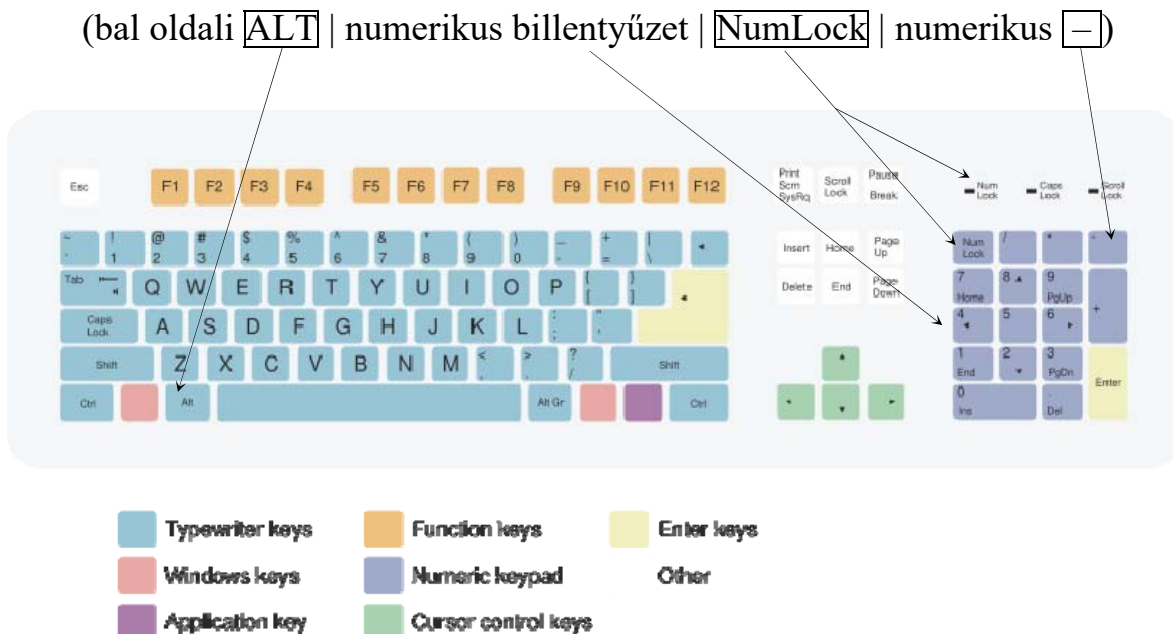 (bal oldali ALT | numerikus billentyűzet | NumLock | numerikus –)
Esc F1 F2 F3 F4 F5 F6 F7 F8 F9 F10 F11 F12 Print Scrn SysRq Scroll Lock Pause Break Num Lock Caps Lock Scroll Lock
~ ! @ # $ % ^ & * ( ) _ + |
1 2 3 4 5 6 7 8 9 0 - = \
Insert Home Page Up Num Lock / *
Tab Q W E R T Y U I O P { [ } ]
Delete End Page Down 7 Home 8 9 PgUp +
Caps Lock A S D F G H J K L : ; "
4 5 6
Shift Z X C V B N M < > ? / Shift
1 End 2 3 PgDn Enter
Ctrl Alt Alt Gr Ctrl
0 Ins . Del
Typewriter keys Function keys Enter keys
Windows keys Numeric keypad Other
Application key Cursor control keys